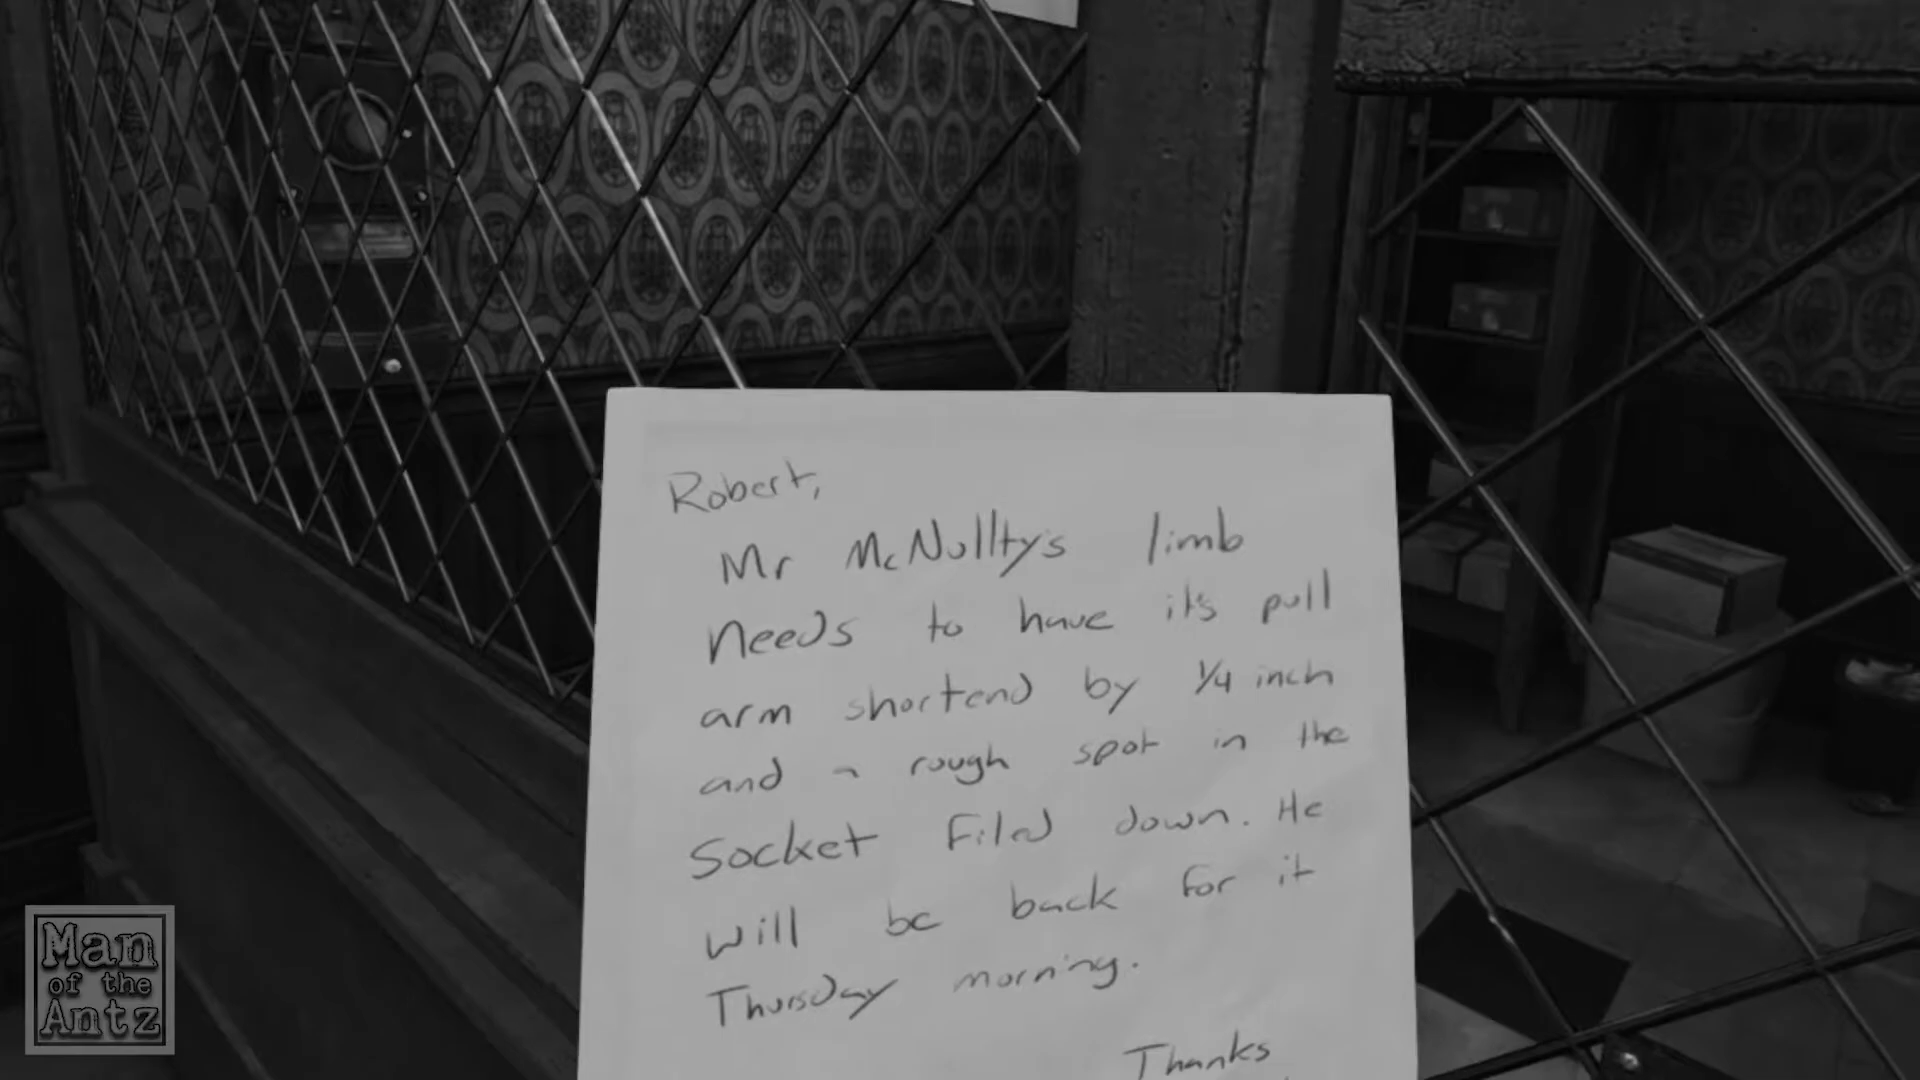 Robert,
Mr McNullty's limb
Needs to have it's pull
arm shortend by 1/4 inch
and a rough spot in the
Socket Filed down. He
will be back for it
Thursday morning.
Thanks
Man
of the
Antz